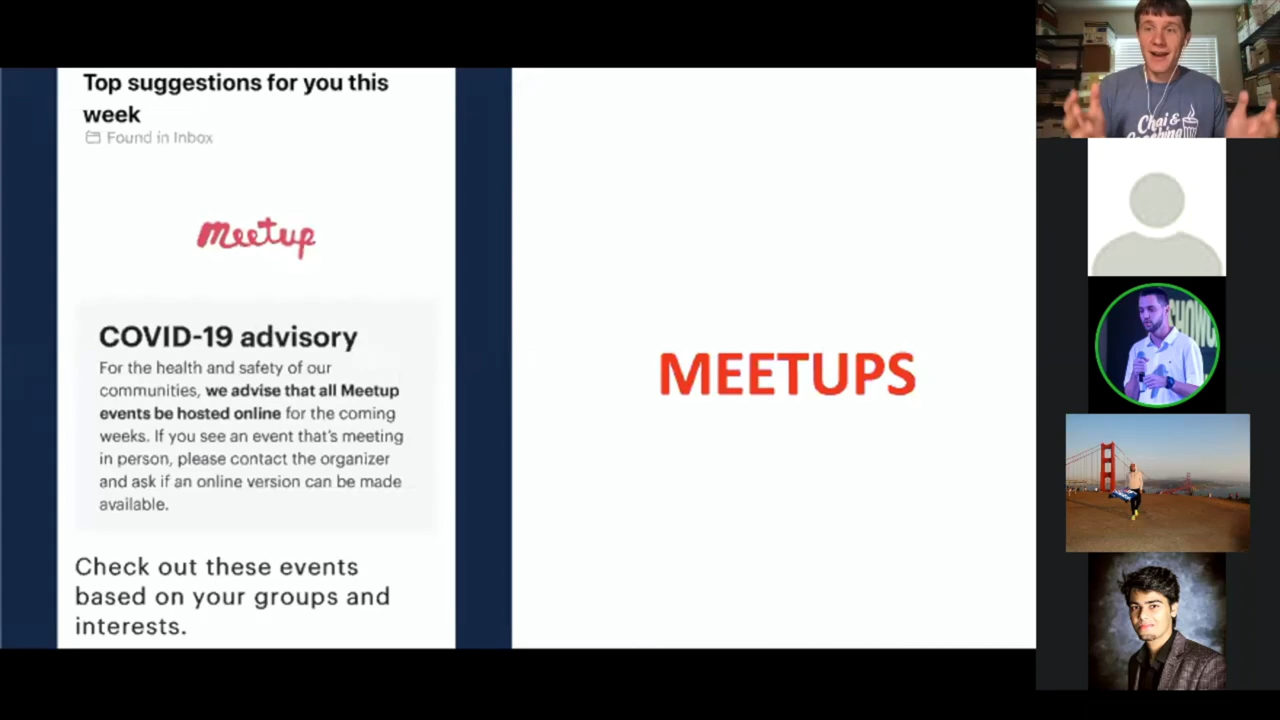 Top suggestions for you this
week
Found in Inbox
meetup
COVID-19 advisory
For the health and safety of our
communities, we advise that all Meetup
events be hosted online for the coming
weeks. If you see an event that's meeting
in person, please contact the organizer
and ask if an online version can be made
available.
Check out these events
based on your groups and
interests.
MEETUPS
Chai &